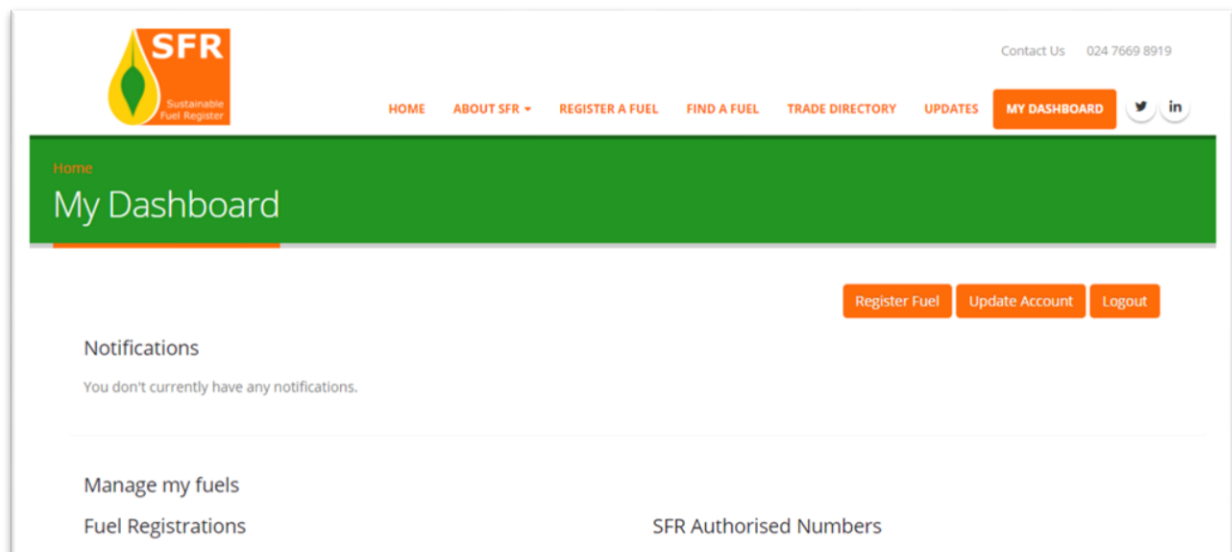 SFR
Sustainable
Fuel Register
Contact Us 024 7669 8919
HOME ABOUT SFR REGISTER A FUEL FIND A FUEL TRADE DIRECTORY UPDATES MY DASHBOARD in
Home
My Dashboard
Register Fuel Update Account Logout
Notifications
You don't currently have any notifications.
Manage my fuels
Fuel Registrations SFR Authorised Numbers